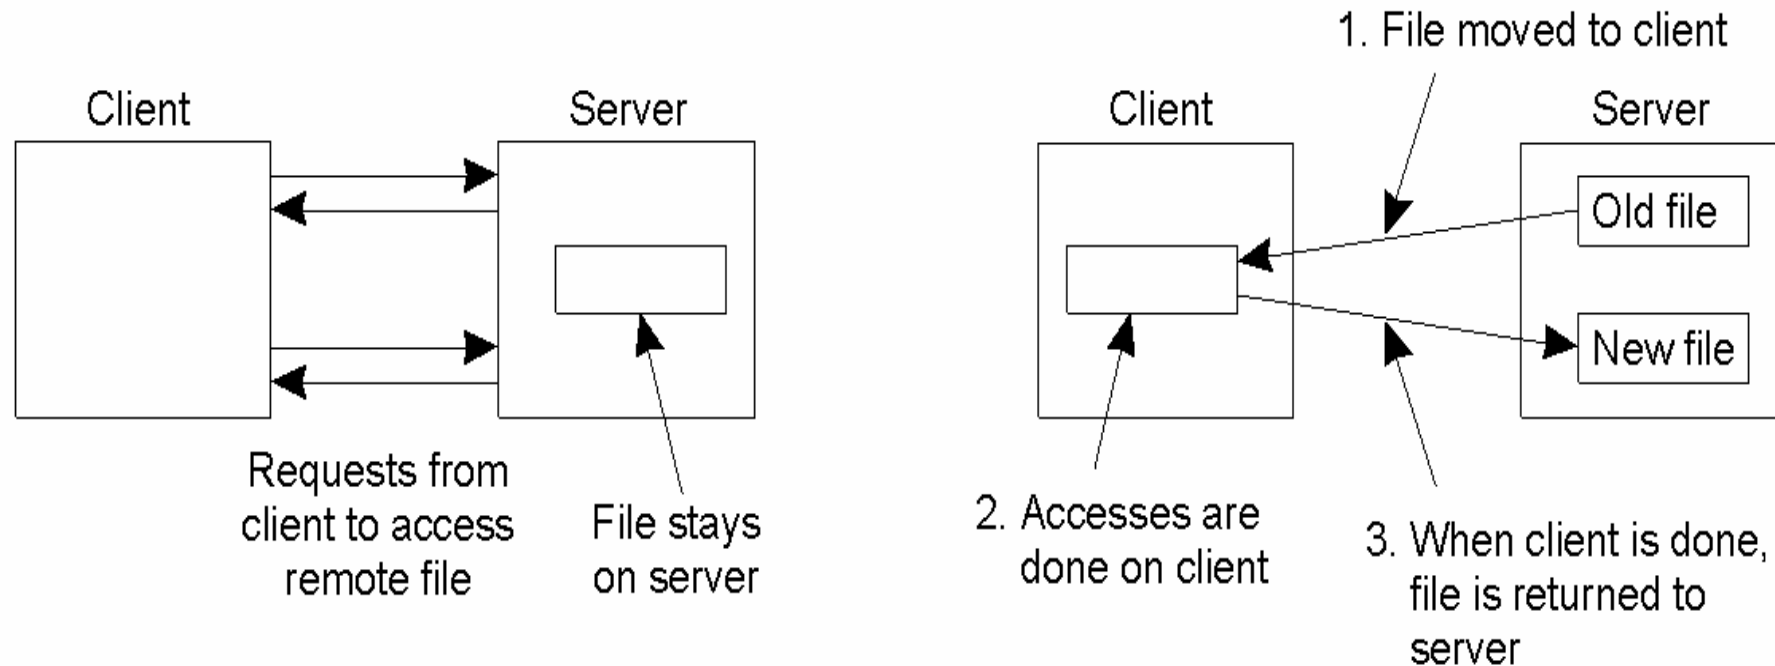 Client
Server
Requests from
client to access
remote file
File stays
on server
1. File moved to client
Client
Server
Old file
New file
2. Accesses are
done on client
3. When client is done,
file is returned to
server